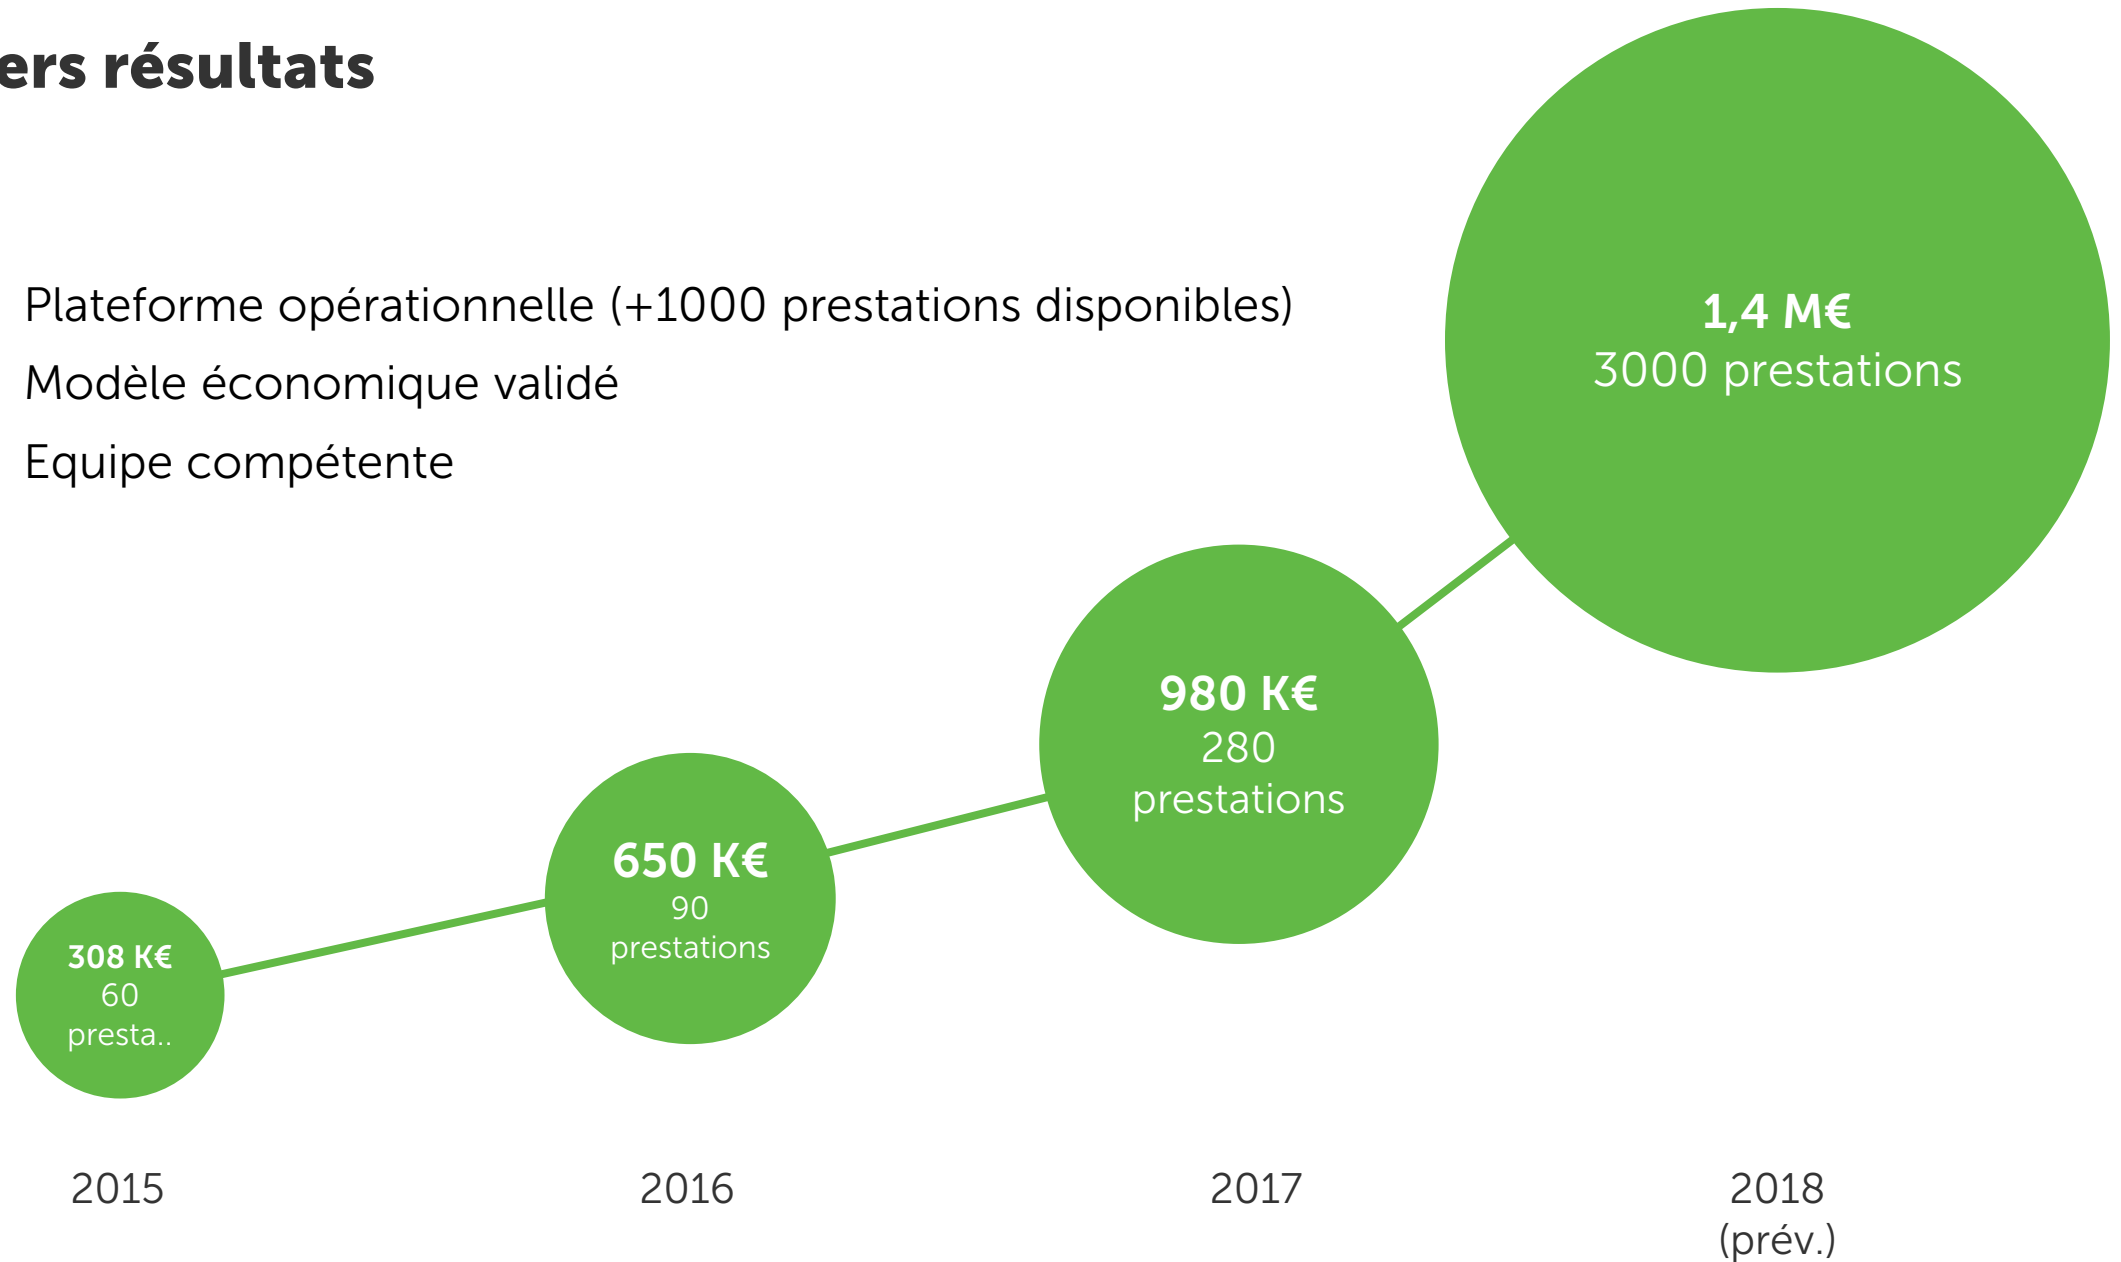 ers résultats
Plateforme opérationnelle (+1000 prestations disponibles)
Modèle économique validé
Equipe compétente
1,4 M€
3000 prestations
980 K€
280
prestations
650 K€
90
prestations
308 K€
60
presta..
2015
2016
2017
2018
(prév.)